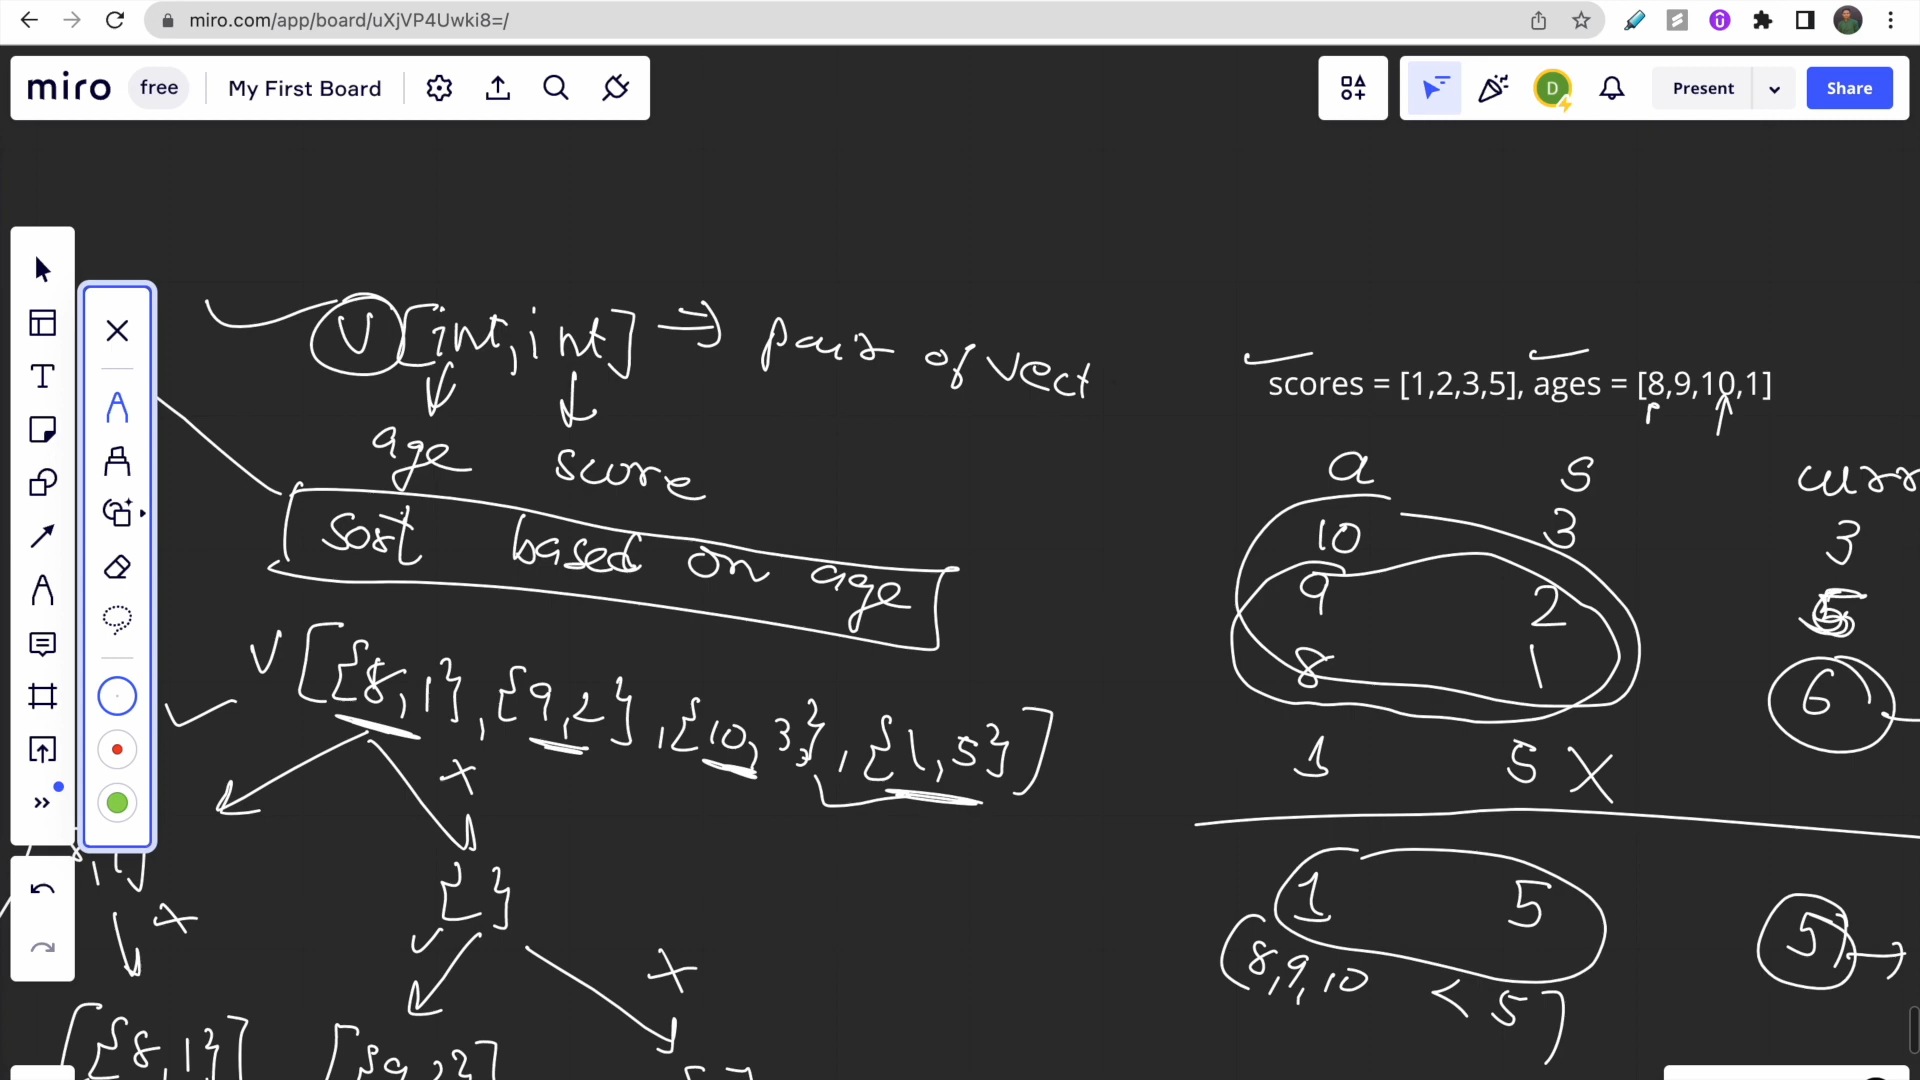 miro.com/app/board/uXjVP4Uwki8=/
miro free My First Board
D Present Share
V [int, int] => pair of vect
age score
sort based on age
V [{8,1}, {9,2}, {10,3}, {1,5}]
x
{ }
x
x
[{8,1}]
scores = [1,2,3,5], ages = [8,9,10,1]
a s curr
10 3 3
9 2
8 1 6
1 5 X
1 5 5
(8,9,10 < 5)